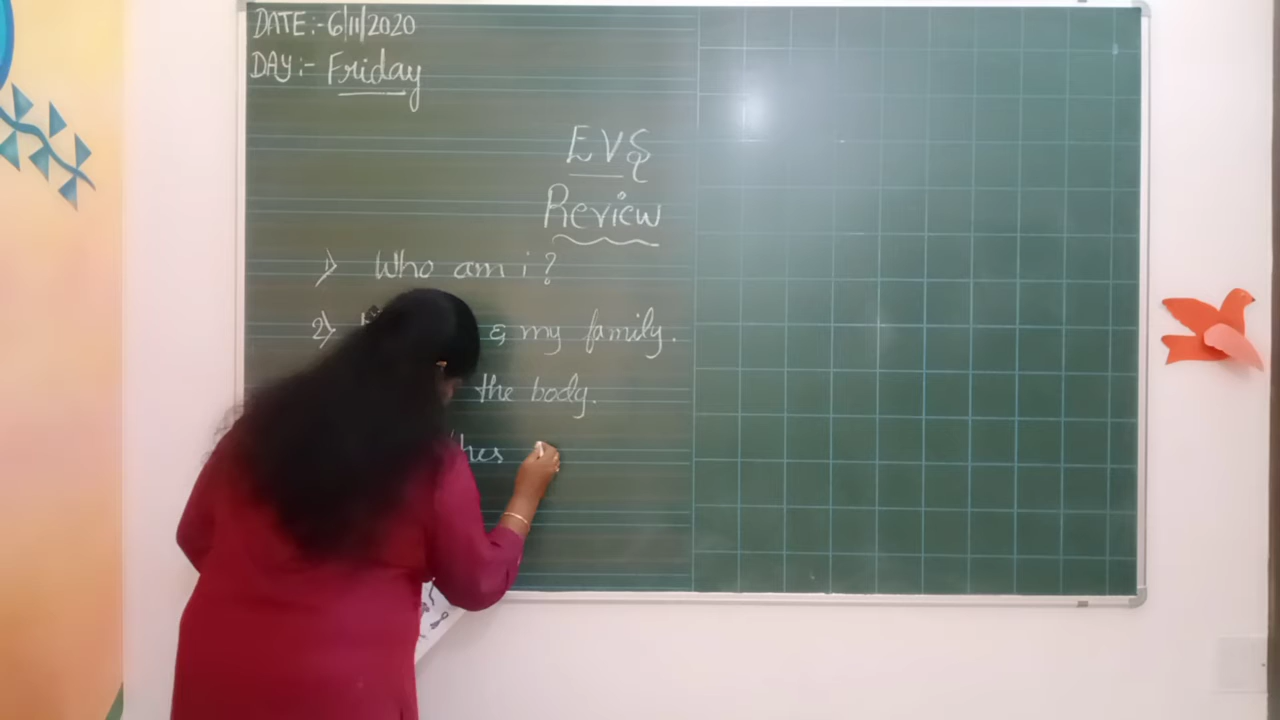 DATE:-6/11/2020
DAY:- Friday
EVS
Review
1) Who am i?
2) & my family.
the body.